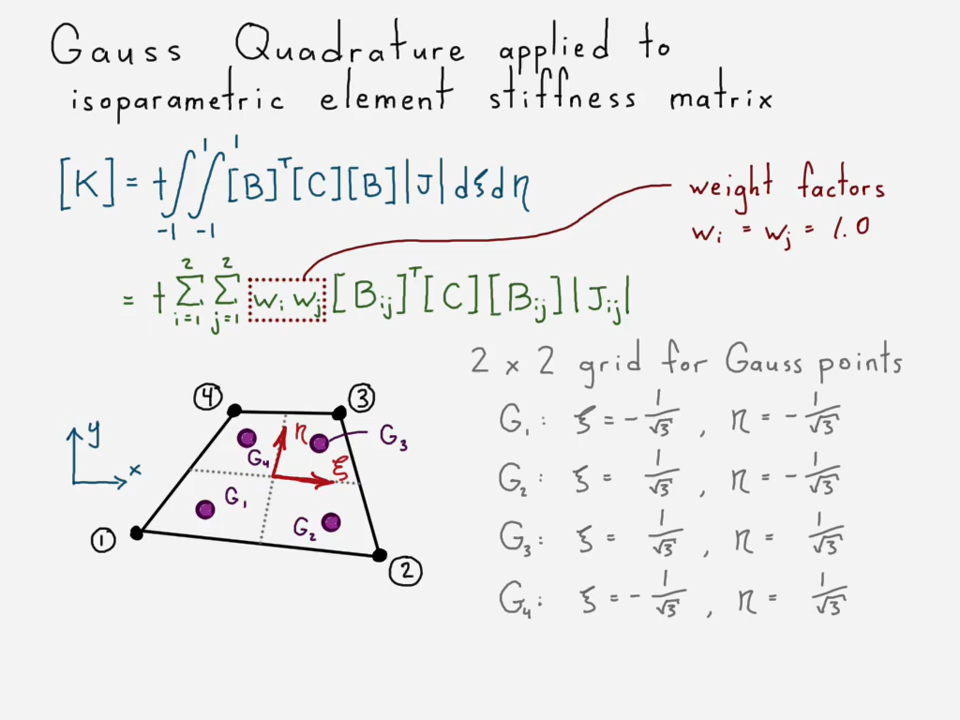 Gauss Quadrature applied to
isoparametric element stiffness matrix
[K] = t∫₋₁¹∫₋₁¹ [B]ᵀ[C][B]|J| dξdη
weight factors
wᵢ = wⱼ = 1.0
= t Σᵢ₌₁² Σⱼ₌₁² wᵢ wⱼ [Bᵢⱼ]ᵀ[C][Bᵢⱼ]|Jᵢⱼ|
2 x 2 grid for Gauss points
G₁: ξ = -1/√3, η = -1/√3
G₂: ξ = 1/√3, η = -1/√3
G₃: ξ = 1/√3, η = 1/√3
G₄: ξ = -1/√3, η = 1/√3
y
x
④
③
η
G₃
G₄
ξ
G₁
G₂
①
②